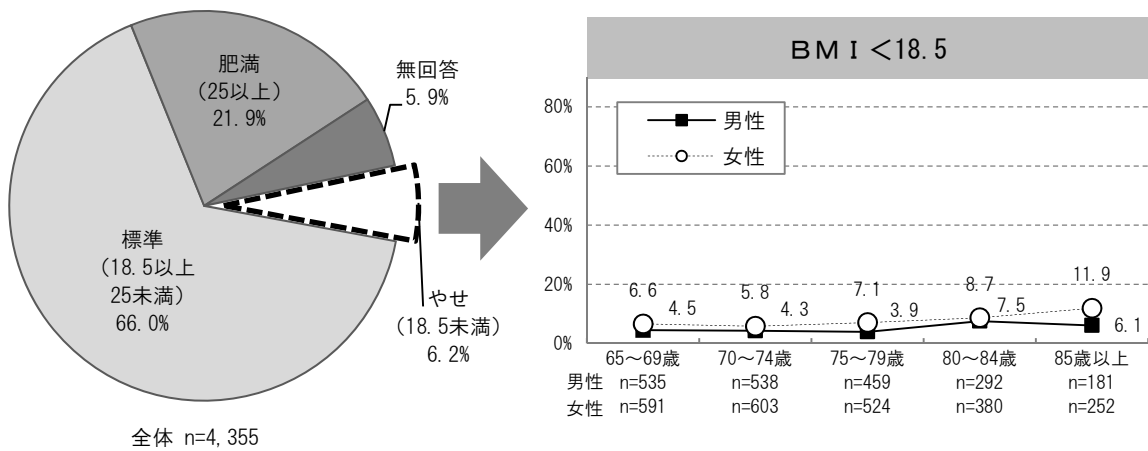 肥満
(25以上)
21.9%
無回答
5.9%
標準
(18.5以上
25未満)
66.0%
やせ
(18.5未満)
6.2%
全体 n=4,355
ＢＭＩ＜18.5
男性
女性
80%
60%
40%
20%
0%
6.6 4.5 5.8 4.3 7.1 3.9 8.7 7.5 11.9 6.1
65～69歳 70～74歳 75～79歳 80～84歳 85歳以上
男性 n=535 n=538 n=459 n=292 n=181
女性 n=591 n=603 n=524 n=380 n=252